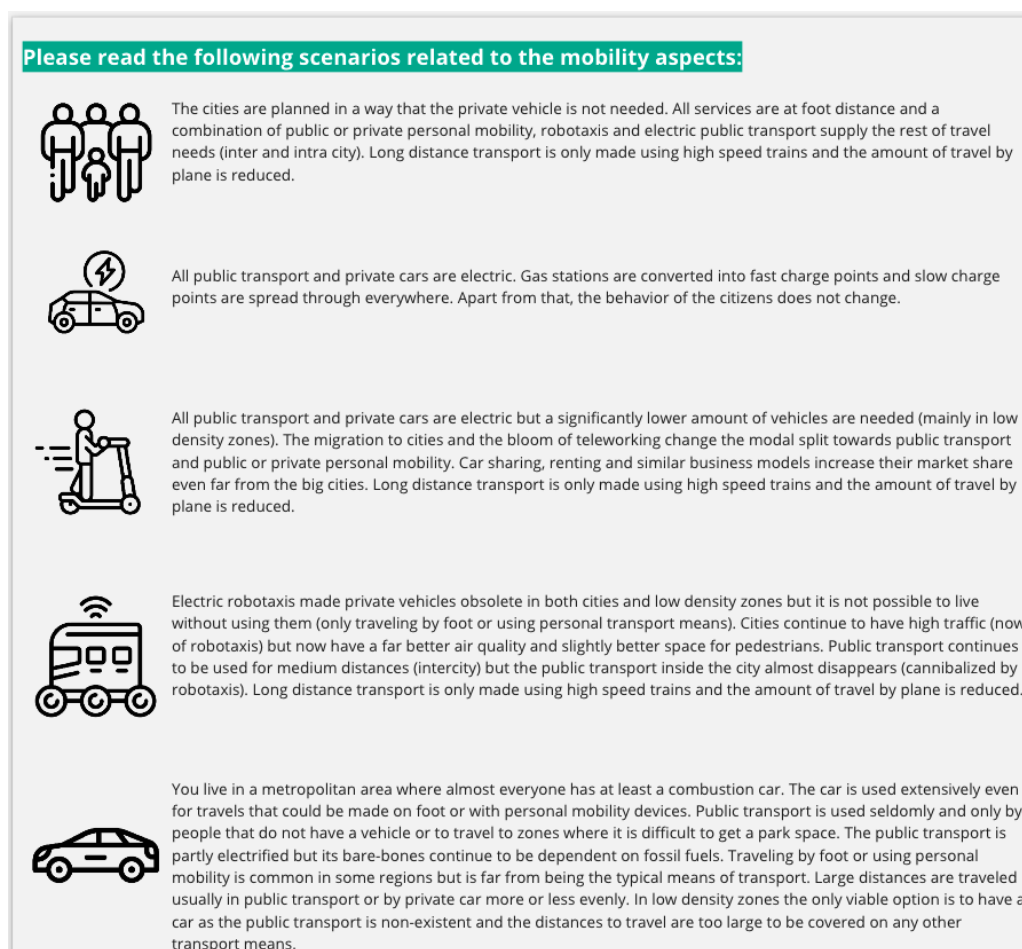 Please read the following scenarios related to the mobility aspects:
The cities are planned in a way that the private vehicle is not needed. All services are at foot distance and a
combination of public or private personal mobility, robotaxis and electric public transport supply the rest of travel
needs (inter and intra city). Long distance transport is only made using high speed trains and the amount of travel by
plane is reduced.
All public transport and private cars are electric. Gas stations are converted into fast charge points and slow charge
points are spread through everywhere. Apart from that, the behavior of the citizens does not change.
All public transport and private cars are electric but a significantly lower amount of vehicles are needed (mainly in low
density zones). The migration to cities and the bloom of teleworking change the modal split towards public transport
and public or private personal mobility. Car sharing, renting and similar business models increase their market share
even far from the big cities. Long distance transport is only made using high speed trains and the amount of travel by
plane is reduced.
Electric robotaxis made private vehicles obsolete in both cities and low density zones but it is not possible to live
without using them (only traveling by foot or using personal transport means). Cities continue to have high traffic (now
of robotaxis) but now have a far better air quality and slightly better space for pedestrians. Public transport continues
to be used for medium distances (intercity) but the public transport inside the city almost disappears (cannibalized by
robotaxis). Long distance transport is only made using high speed trains and the amount of travel by plane is reduced.
You live in a metropolitan area where almost everyone has at least a combustion car. The car is used extensively even
for travels that could be made on foot or with personal mobility devices. Public transport is used seldomly and only by
people that do not have a vehicle or to travel to zones where it is difficult to get a park space. The public transport is
partly electrified but its bare-bones continue to be dependent on fossil fuels. Traveling by foot or using personal
mobility is common in some regions but is far from being the typical means of transport. Large distances are traveled
usually in public transport or by private car more or less evenly. In low density zones the only viable option is to have a
car as the public transport is non-existent and the distances to travel are too large to be covered on any other
transport means.